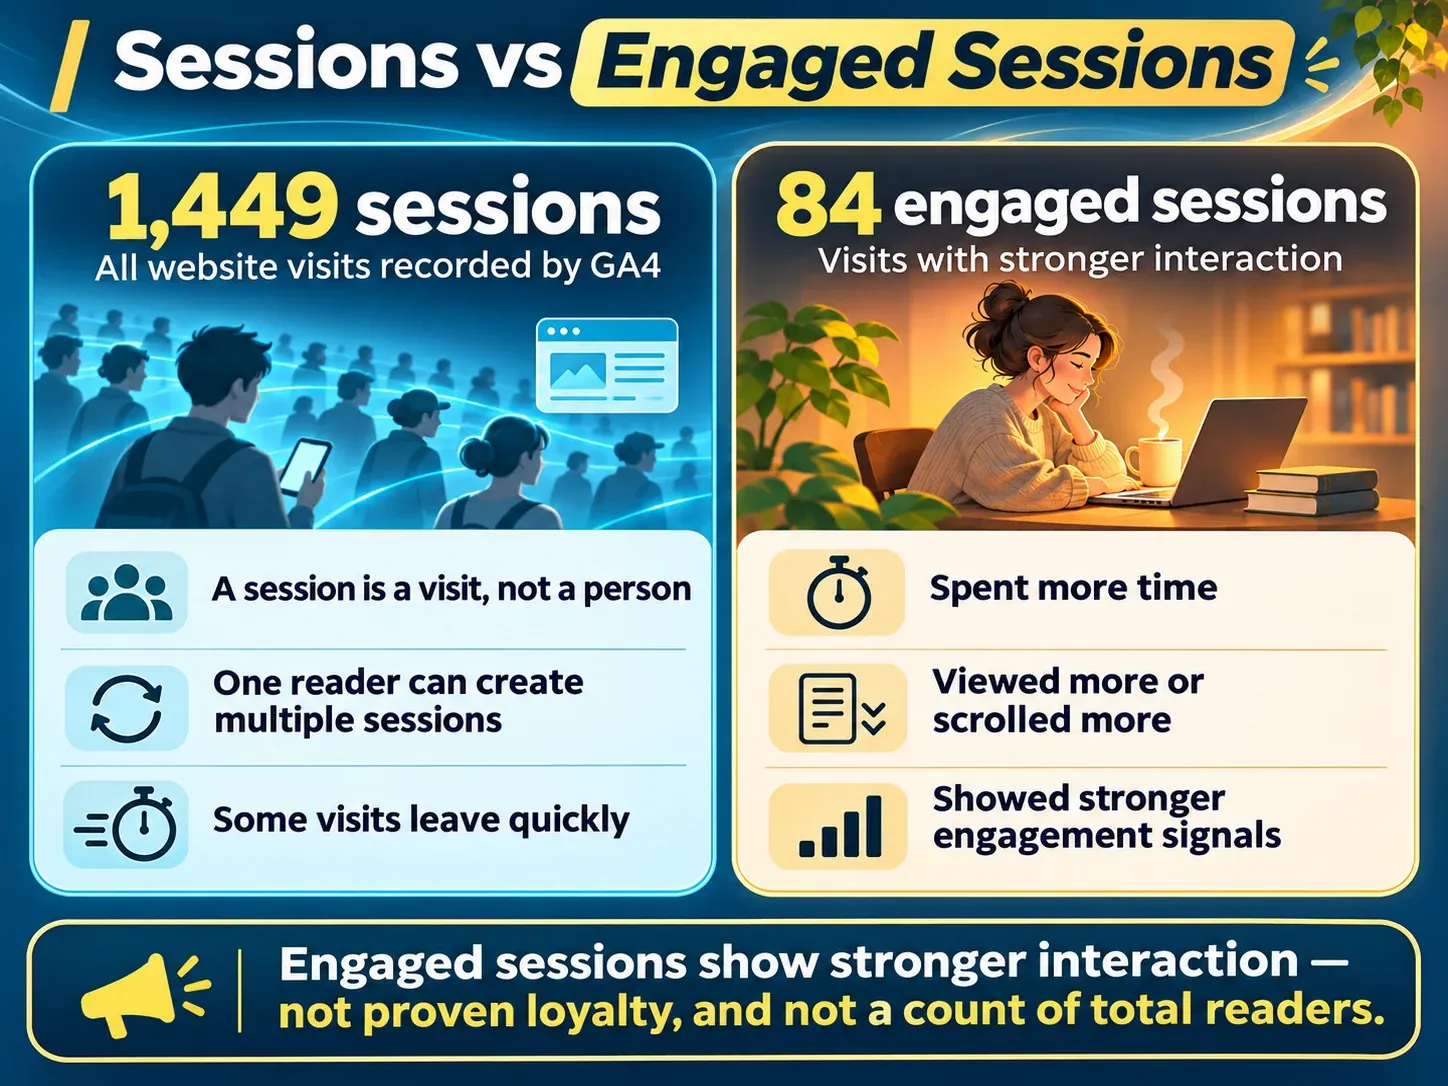 Sessions vs Engaged Sessions
1,449 sessions
All website visits recorded by GA4
A session is a visit, not a person
One reader can create
multiple sessions
Some visits leave quickly
84 engaged sessions
Visits with stronger interaction
Spent more time
Viewed more or
scrolled more
Showed stronger
engagement signals
Engaged sessions show stronger interaction —
not proven loyalty, and not a count of total readers.